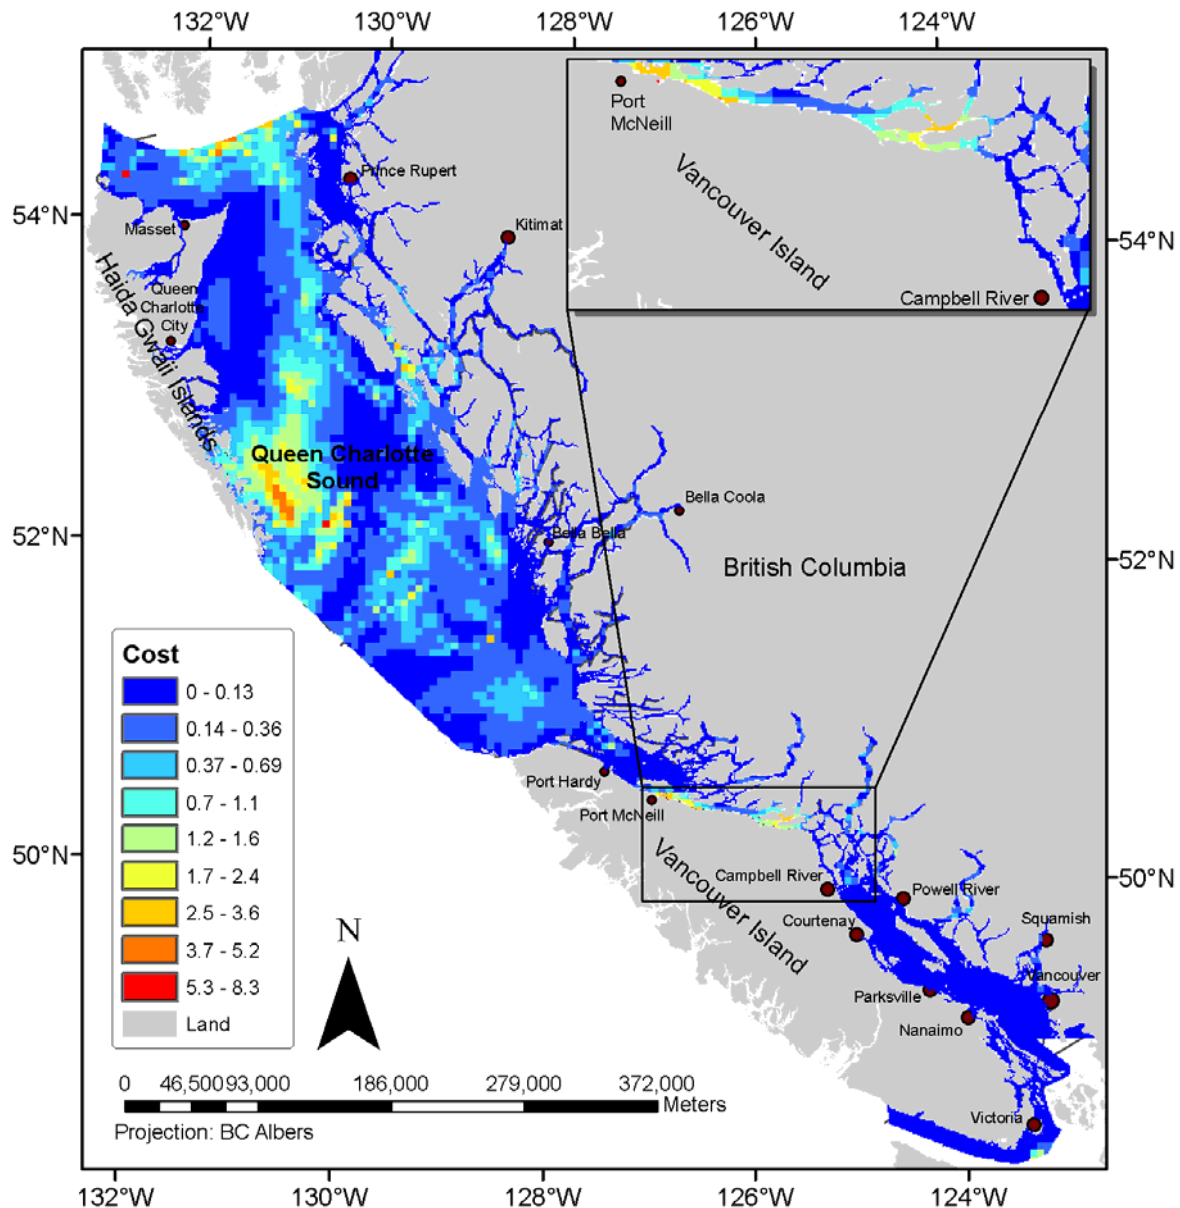 132°W 130°W 128°W 126°W 124°W
Port
McNeill
Vancouver Island
Campbell River
Prince Rupert
54°N
54°N
Kitimat
Masset
Haida Gwaii Islands
Queen
Charlotte
City
Queen Charlotte
Sound
Bella Coola
Bella Bella
52°N
52°N
British Columbia
Cost
0 - 0.13
0.14 - 0.36
0.37 - 0.69
0.7 - 1.1
1.2 - 1.6
1.7 - 2.4
2.5 - 3.6
3.7 - 5.2
5.3 - 8.3
Land
Port Hardy
Port McNeill
Vancouver Island
50°N
50°N
Campbell River
Powell River
Courtenay
Squamish
Vancouver
Parksville
Nanaimo
Victoria
N
0 46,500 93,000 186,000 279,000 372,000
Meters
Projection: BC Albers
132°W 130°W 128°W 126°W 124°W